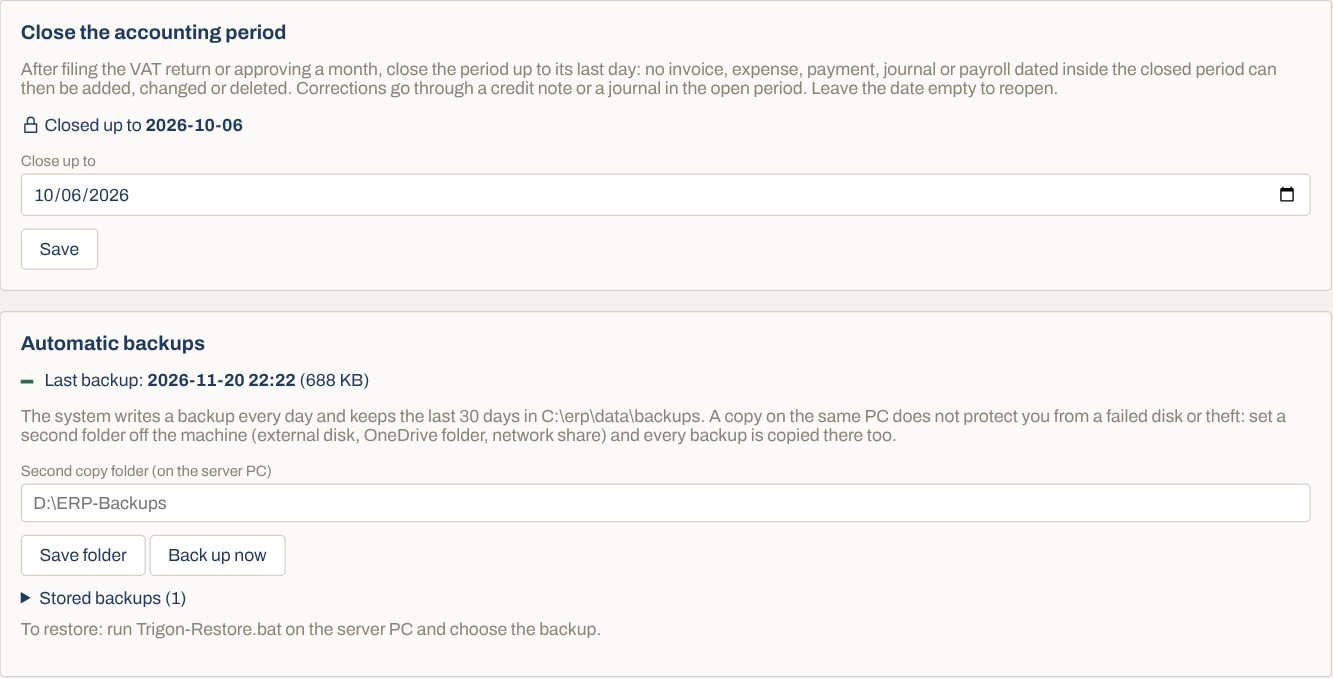 Close the accounting period
After filing the VAT return or approving a month, close the period up to its last day: no invoice, expense, payment, journal or payroll dated inside the closed period can
then be added, changed or deleted. Corrections go through a credit note or a journal in the open period. Leave the date empty to reopen.
Closed up to 2026-10-06
Close up to
10/06/2026
Save
Automatic backups
Last backup: 2026-11-20 22:22 (688 KB)
The system writes a backup every day and keeps the last 30 days in C:\erp\data\backups. A copy on the same PC does not protect you from a failed disk or theft: set a
second folder off the machine (external disk, OneDrive folder, network share) and every backup is copied there too.
Second copy folder (on the server PC)
D:\ERP-Backups
Save folder Back up now
Stored backups (1)
To restore: run Trigon-Restore.bat on the server PC and choose the backup.